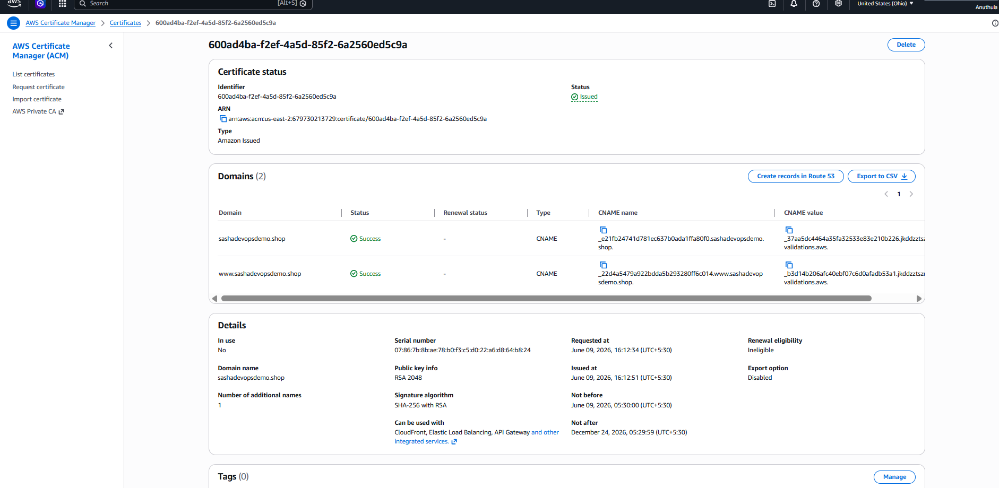 aws
Search
[Alt+S]
United States (Ohio)
Anuthula
AWS Certificate Manager
Certificates
600ad4ba-f2ef-4a5d-85f2-6a2560ed5c9a
AWS Certificate
Manager (ACM)
List certificates
Request certificate
Import certificate
AWS Private CA
600ad4ba-f2ef-4a5d-85f2-6a2560ed5c9a
Delete
Certificate status
Identifier
600ad4ba-f2ef-4a5d-85f2-6a2560ed5c9a
Status
Issued
ARN
arn:aws:acm:us-east-2:679730213729:certificate/600ad4ba-f2ef-4a5d-85f2-6a2560ed5c9a
Type
Amazon Issued
Domains (2)
Create records in Route 53
Export to CSV
1
Domain Status Renewal status Type CNAME name CNAME value
sashadevopsdemo.shop
Success
-
CNAME
_e21fb24741d781ec637b0ada1ffa80f0.sashadevopsdemo.
shop.
_37aa5dc4464a35fa32533e83e210b226.jkddzztsz
validations.aws.
www.sashadevopsdemo.shop
Success
-
CNAME
_22d4a5479a922bdda5b293280ff6c014.www.sashadevop
sdemo.shop.
_b3d14b206afc40ebf07c6d0afadb53a1.jkddzztsz
validations.aws.
Details
In use
No
Domain name
sashadevopsdemo.shop
Number of additional names
1
Serial number
07:86:7b:8b:ae:78:b0:f3:c5:d0:22:a6:d8:64:b8:24
Public key info
RSA 2048
Signature algorithm
SHA-256 with RSA
Can be used with
CloudFront, Elastic Load Balancing, API Gateway and other
integrated services.
Requested at
June 09, 2026, 16:12:34 (UTC+5:30)
Issued at
June 09, 2026, 16:12:51 (UTC+5:30)
Not before
June 09, 2026, 05:30:00 (UTC+5:30)
Not after
December 24, 2026, 05:29:59 (UTC+5:30)
Renewal eligibility
Ineligible
Export option
Disabled
Tags (0)
Manage